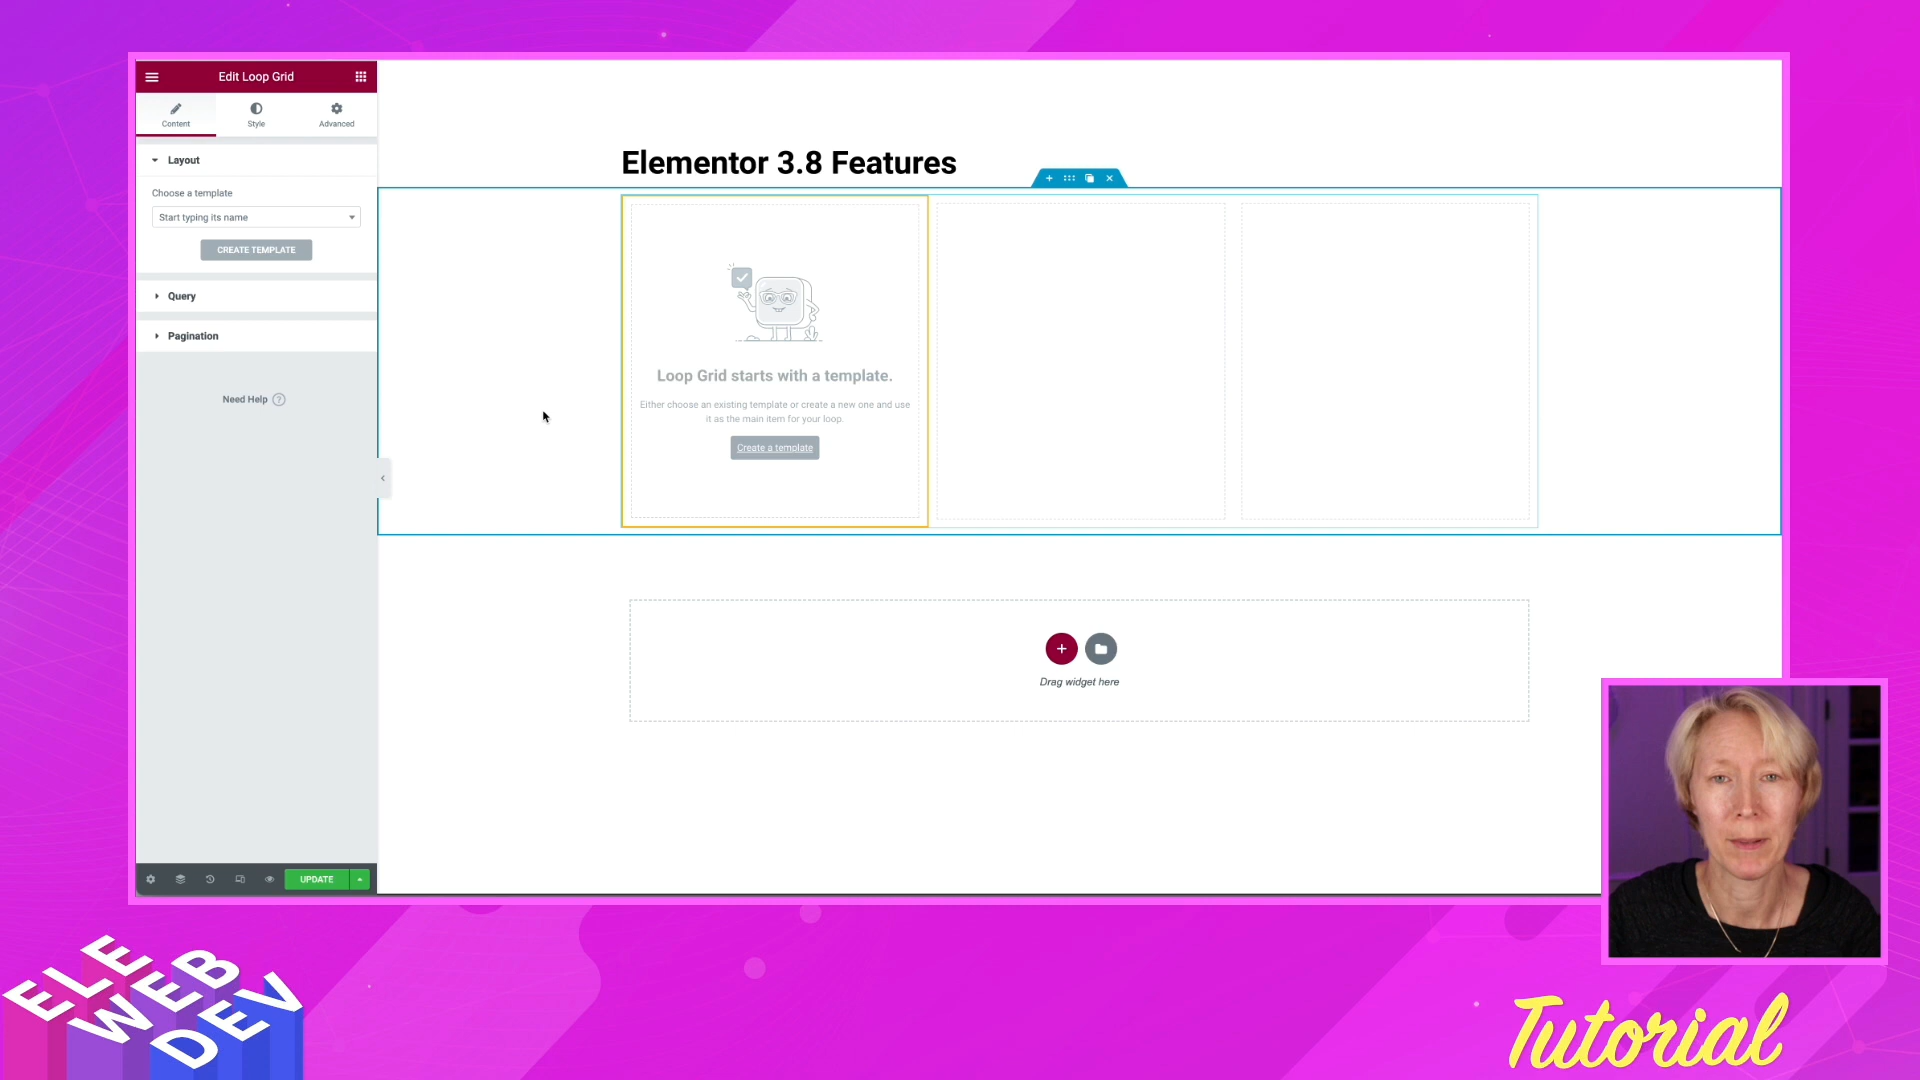 Edit Loop Grid
Content
Style
Advanced
Layout
Choose a template
Start typing its name
CREATE TEMPLATE
Query
Pagination
Need Help ?
UPDATE
Elementor 3.8 Features
Loop Grid starts with a template.
Either choose an existing template or create a new one and use
it as the main item for your loop.
Create a template
Drag widget here
ELE
WEB
DEV
Tutorial